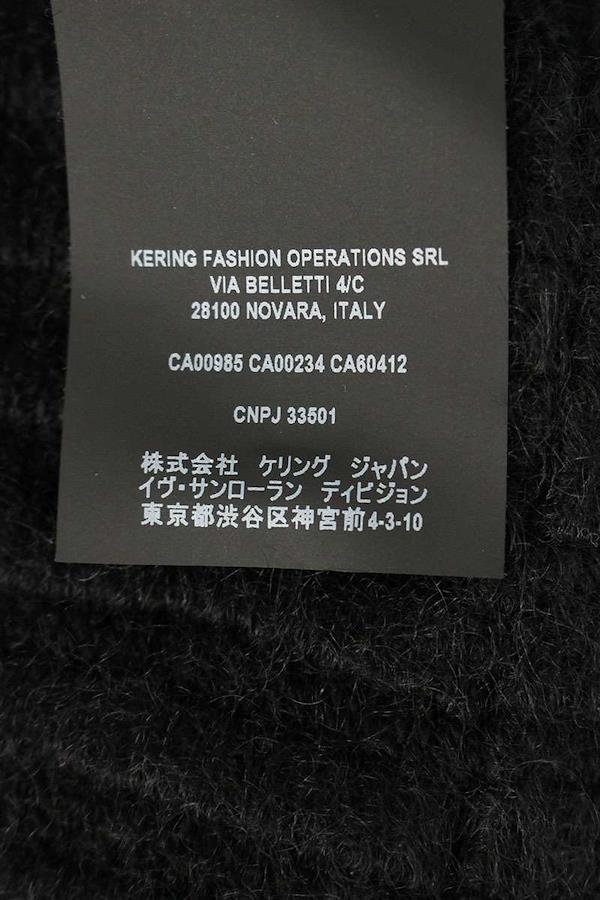 KERING FASHION OPERATIONS SRL
VIA BELLETTI 4/C
28100 NOVARA, ITALY
CA00985 CA00234 CA60412
CNPJ 33501
株式会社 ケリング ジャパン
イヴ・サンローラン ディビジョン
東京都渋谷区神宮前4-3-10